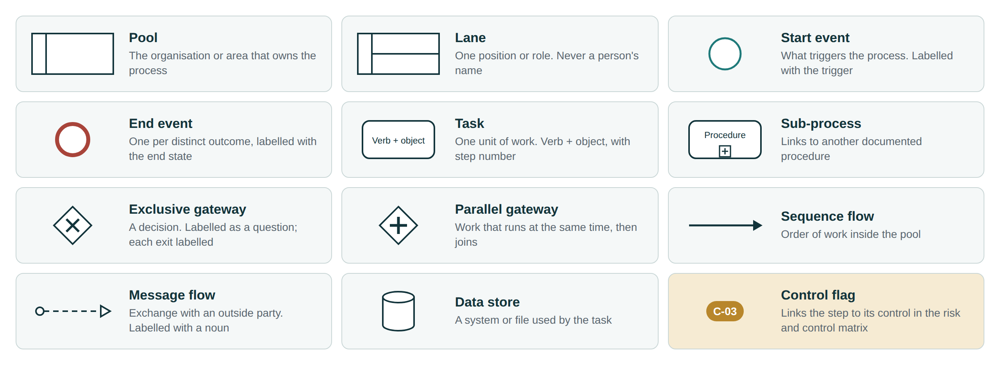 Pool
The organisation or area that owns the
process
Lane
One position or role. Never a person's
name
Start event
What triggers the process. Labelled
with the trigger
End event
One per distinct outcome, labelled with
the end state
Verb + object
Task
One unit of work. Verb + object, with
step number
Procedure
Sub-process
Links to another documented
procedure
Exclusive gateway
A decision. Labelled as a question;
each exit labelled
Parallel gateway
Work that runs at the same time, then
joins
Sequence flow
Order of work inside the pool
Message flow
Exchange with an outside party.
Labelled with a noun
Data store
A system or file used by the task
C-03
Control flag
Links the step to its control in the risk
and control matrix